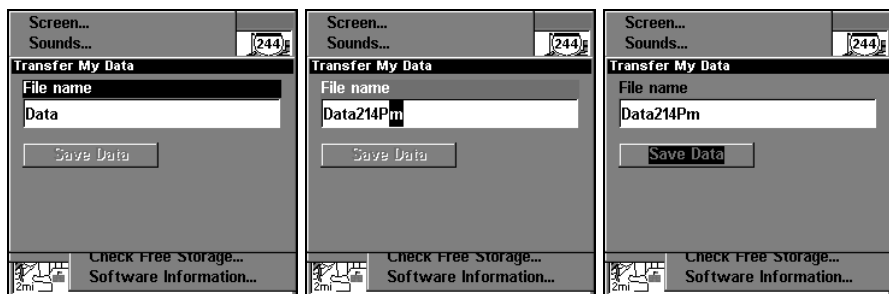 Screen...
Sounds...
244
Transfer My Data
File name
Data
Save Data
Check Free Storage...
Software Information...
2mi
Screen...
Sounds...
244
Transfer My Data
File name
Data214Pm
Save Data
Check Free Storage...
Software Information...
2mi
Screen...
Sounds...
244
Transfer My Data
File name
Data214Pm
Save Data
Check Free Storage...
Software Information...
2mi